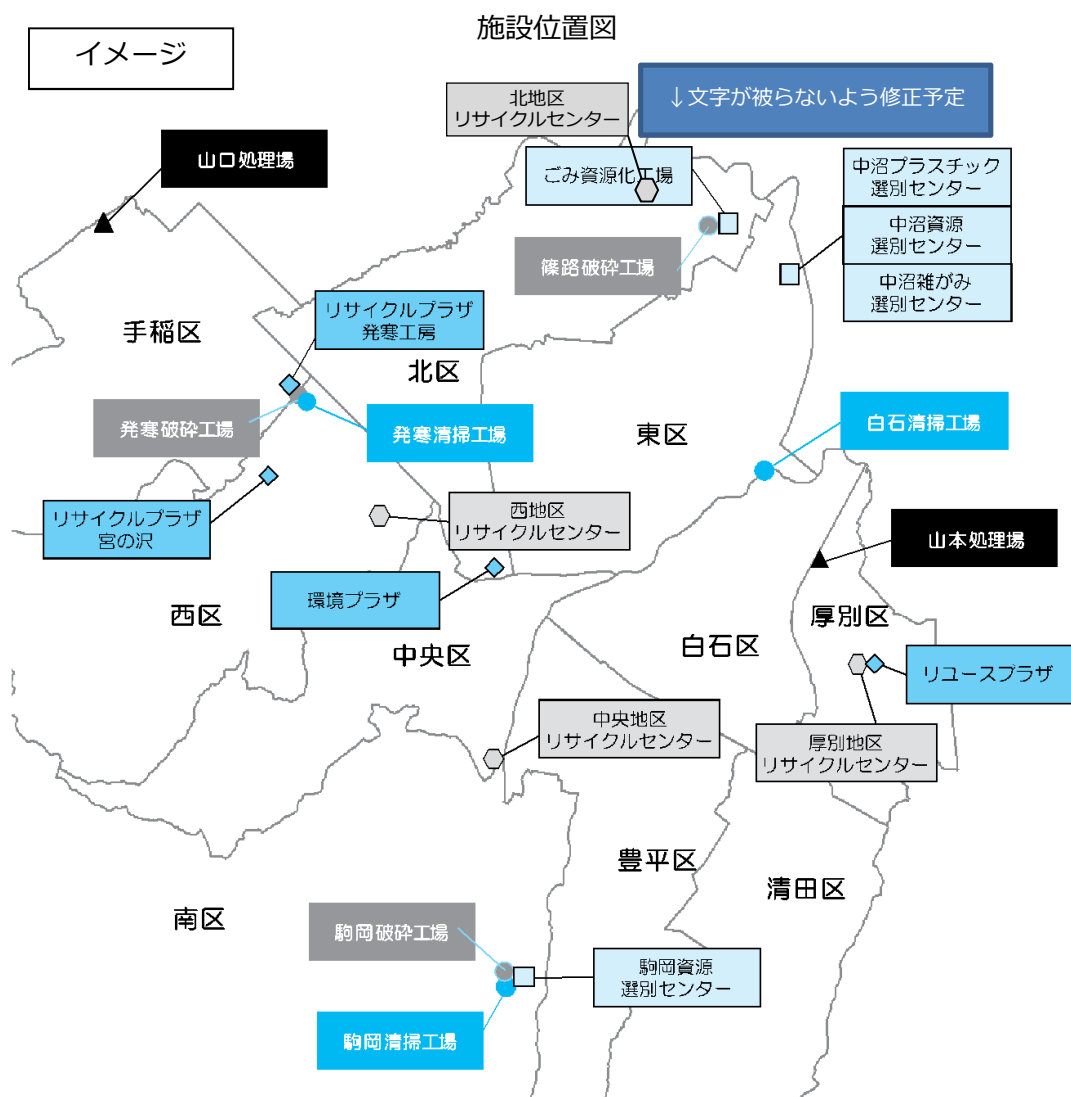 施設位置図
イメージ
北地区
リサイクルセンター
↓文字が被らないよう修正予定
山口処理場
ごみ資源化工場
中沼プラスチック
選別センター
中沼資源
選別センター
中沼雑がみ
選別センター
篠路破砕工場
リサイクルプラザ
発寒工房
手稲区
北区
発寒破砕工場
発寒清掃工場
東区
白石清掃工場
リサイクルプラザ
宮の沢
西地区
リサイクルセンター
山本処理場
環境プラザ
西区
中央区
白石区
厚別区
リユースプラザ
中央地区
リサイクルセンター
厚別地区
リサイクルセンター
豊平区
清田区
南区
駒岡破砕工場
駒岡資源
選別センター
駒岡清掃工場